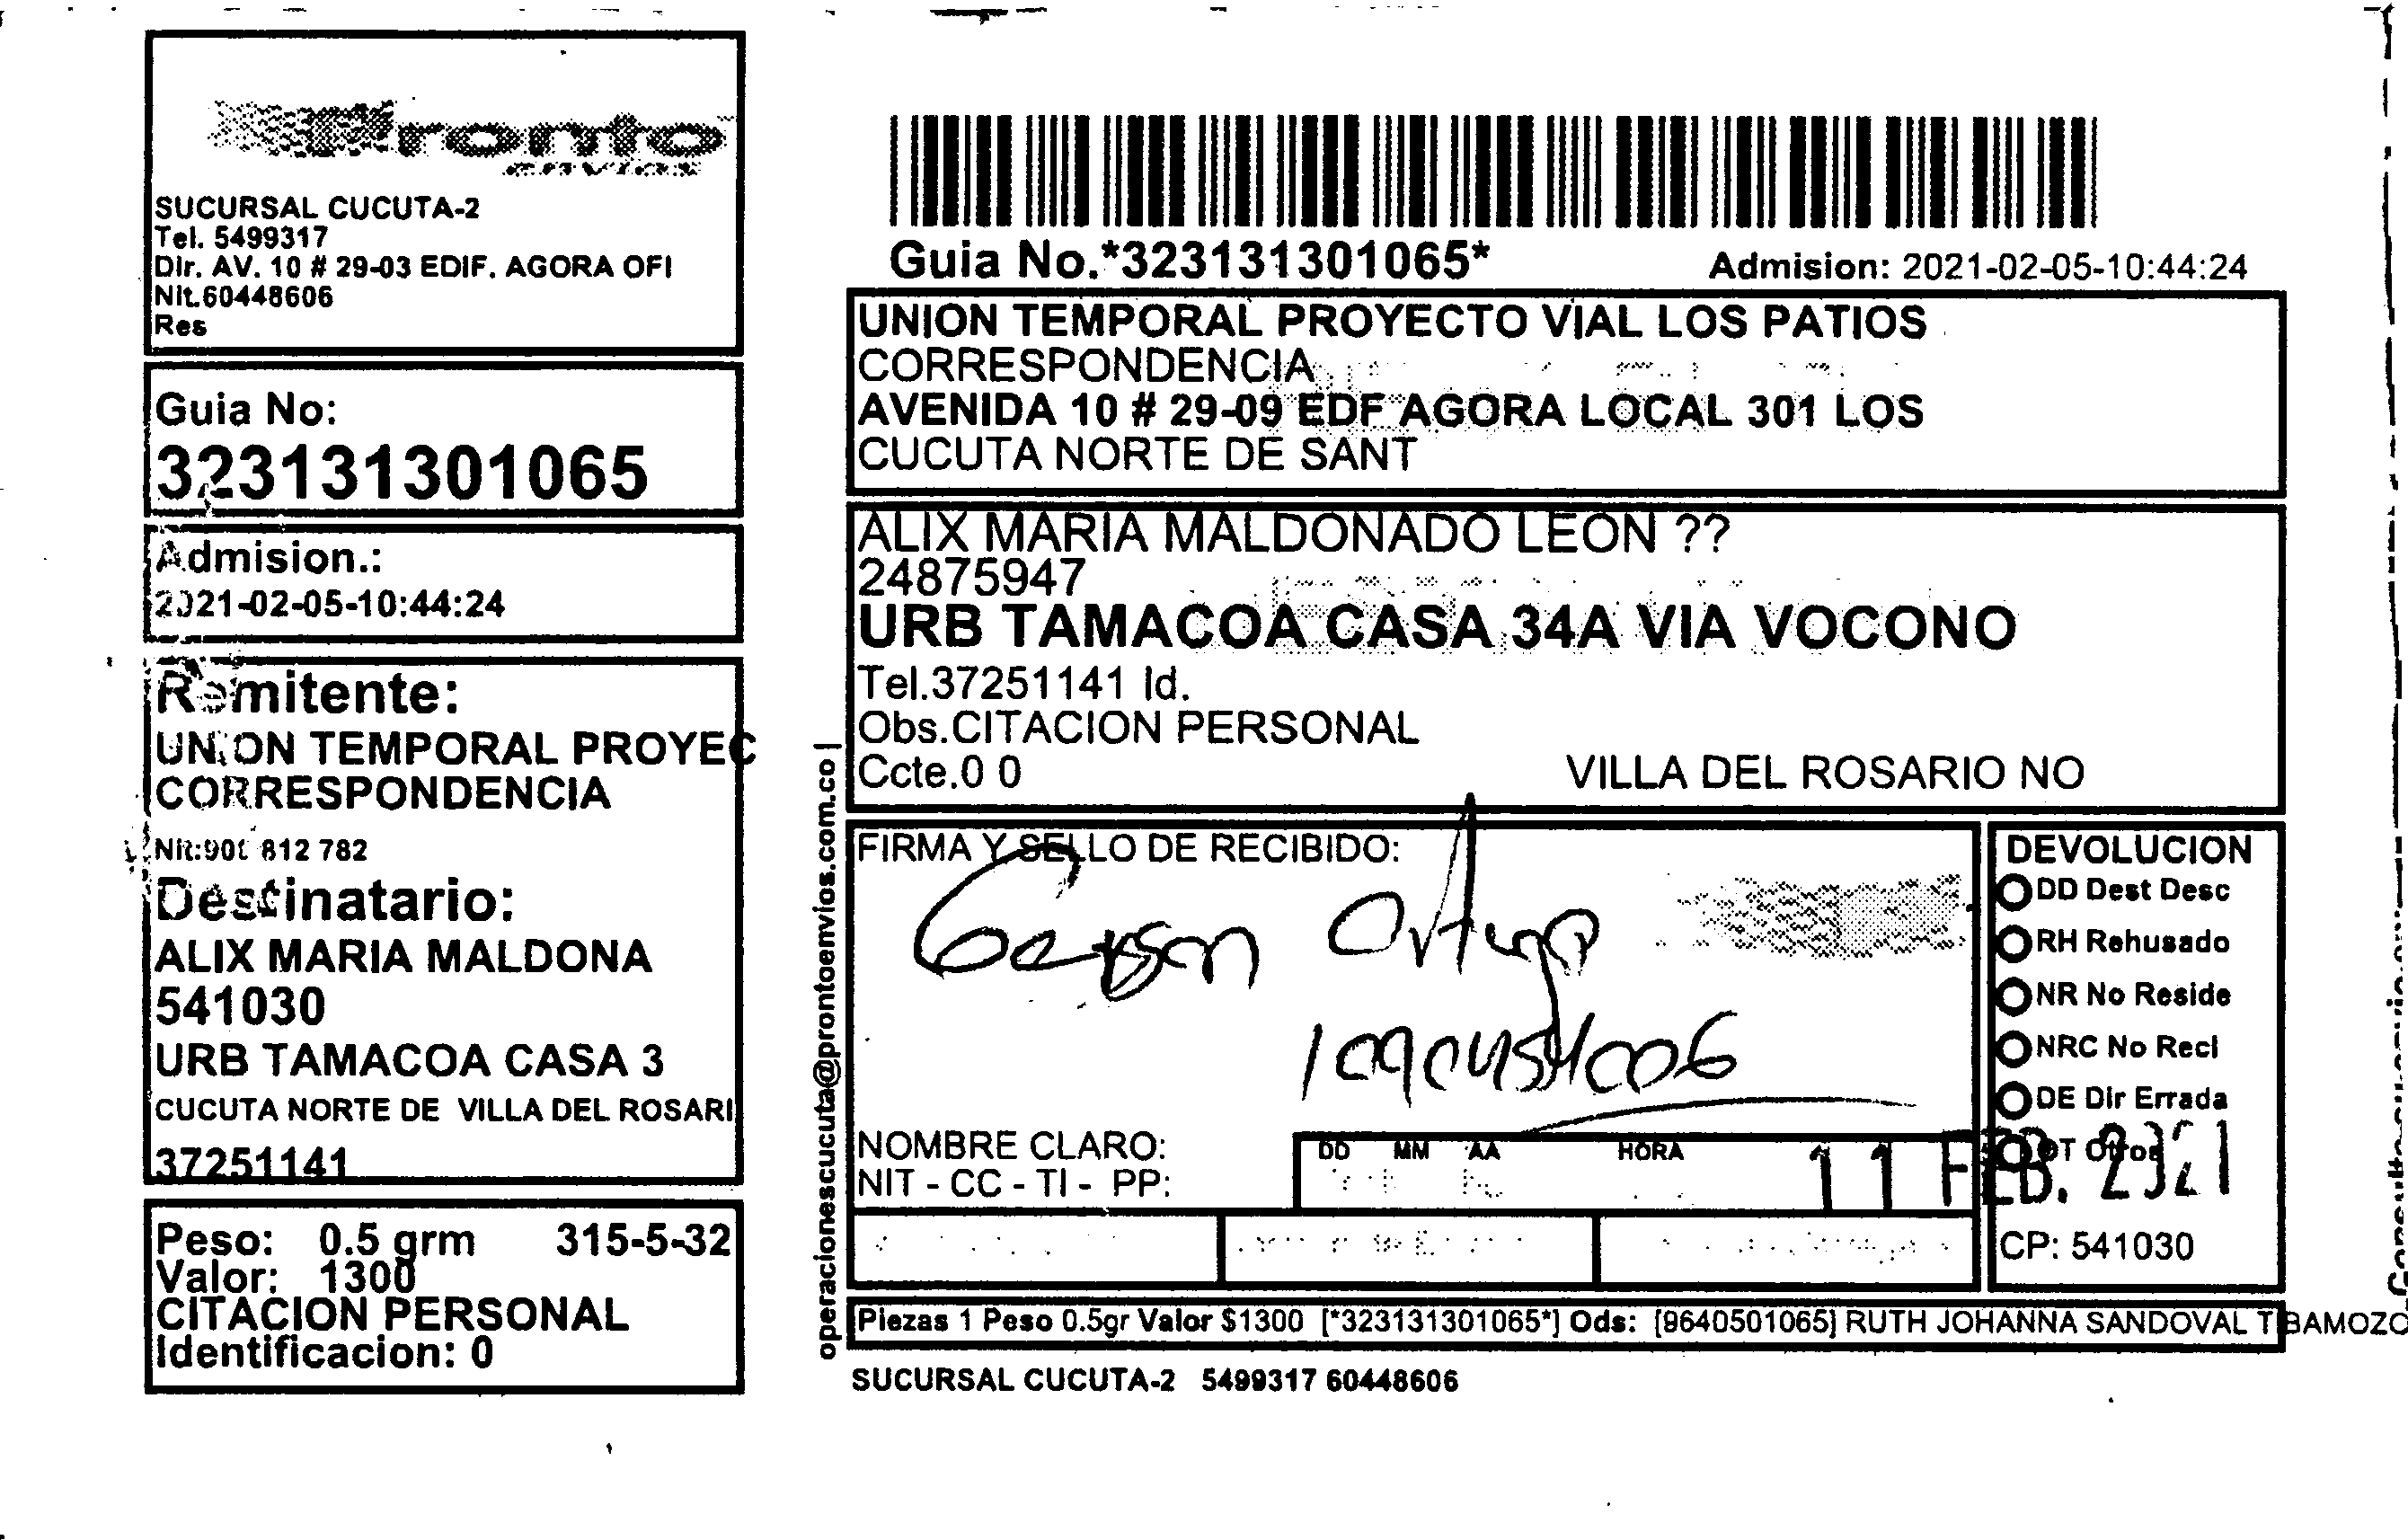 Pronto
envios
SUCURSAL CUCUTA-2
Tel. 5499317
Dir. AV. 10 # 29-03 EDIF. AGORA OFI
Nit.60448606
Res
Guia No:
323131301065
Admision.:
2021-02-05-10:44:24
Remitente:
UNION TEMPORAL PROYEC
CORRESPONDENCIA
Nit:900 812 782
Destinatario:
ALIX MARIA MALDONA
541030
URB TAMACOA CASA 3
CUCUTA NORTE DE VILLA DEL ROSARI
37251141
Peso: 0.5 grm 315-5-32
Valor: 1300
CITACION PERSONAL
Identificacion: 0
operacionescucuta@prontoenvios.com.co |
Guia No.*323131301065* Admision: 2021-02-05-10:44:24
UNION TEMPORAL PROYECTO VIAL LOS PATIOS
CORRESPONDENCIA
AVENIDA 10 # 29-09 EDF AGORA LOCAL 301 LOS
CUCUTA NORTE DE SANT
ALIX MARIA MALDONADO LEON ??
24875947
URB TAMACOA CASA 34A VIA VOCONO
Tel.37251141 Id.
Obs.CITACION PERSONAL
Ccte.0 0 VILLA DEL ROSARIO NO
FIRMA Y SELLO DE RECIBIDO:
Gerson Ortega
NOMBRE CLARO:
NIT - CC - TI - PP:
DD MM AA HORA
11 FEB. 2021
DEVOLUCION
DD Dest Desc
RH Rehusado
NR No Reside
NRC No Recl
DE Dir Errada
OT Otros
CP: 541030
Piezas 1 Peso 0.5gr Valor $1300 [*323131301065*] Ods: [9640501065] RUTH JOHANNA SANDOVAL TIBAMOZO
SUCURSAL CUCUTA-2 5499317 60448606